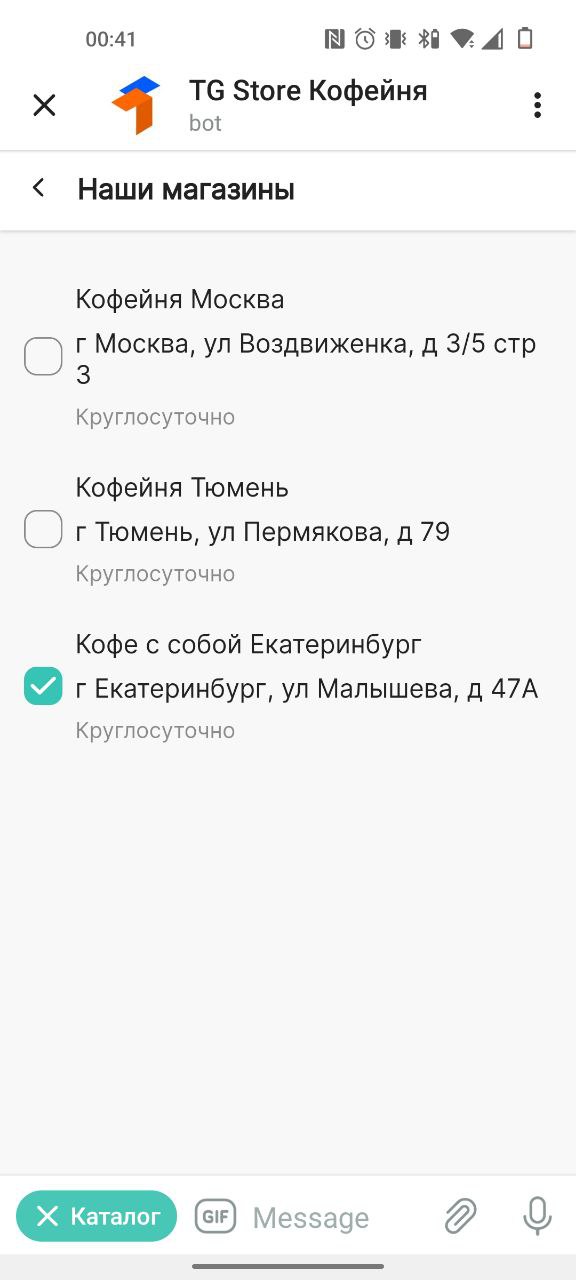 00:41
TG Store Кофейня
bot
Наши магазины
Кофейня Москва
г Москва, ул Воздвиженка, д 3/5 стр
3
Круглосуточно
Кофейня Тюмень
г Тюмень, ул Пермякова, д 79
Круглосуточно
Кофе с собой Екатеринбург
г Екатеринбург, ул Малышева, д 47А
Круглосуточно
Каталог GIF Message